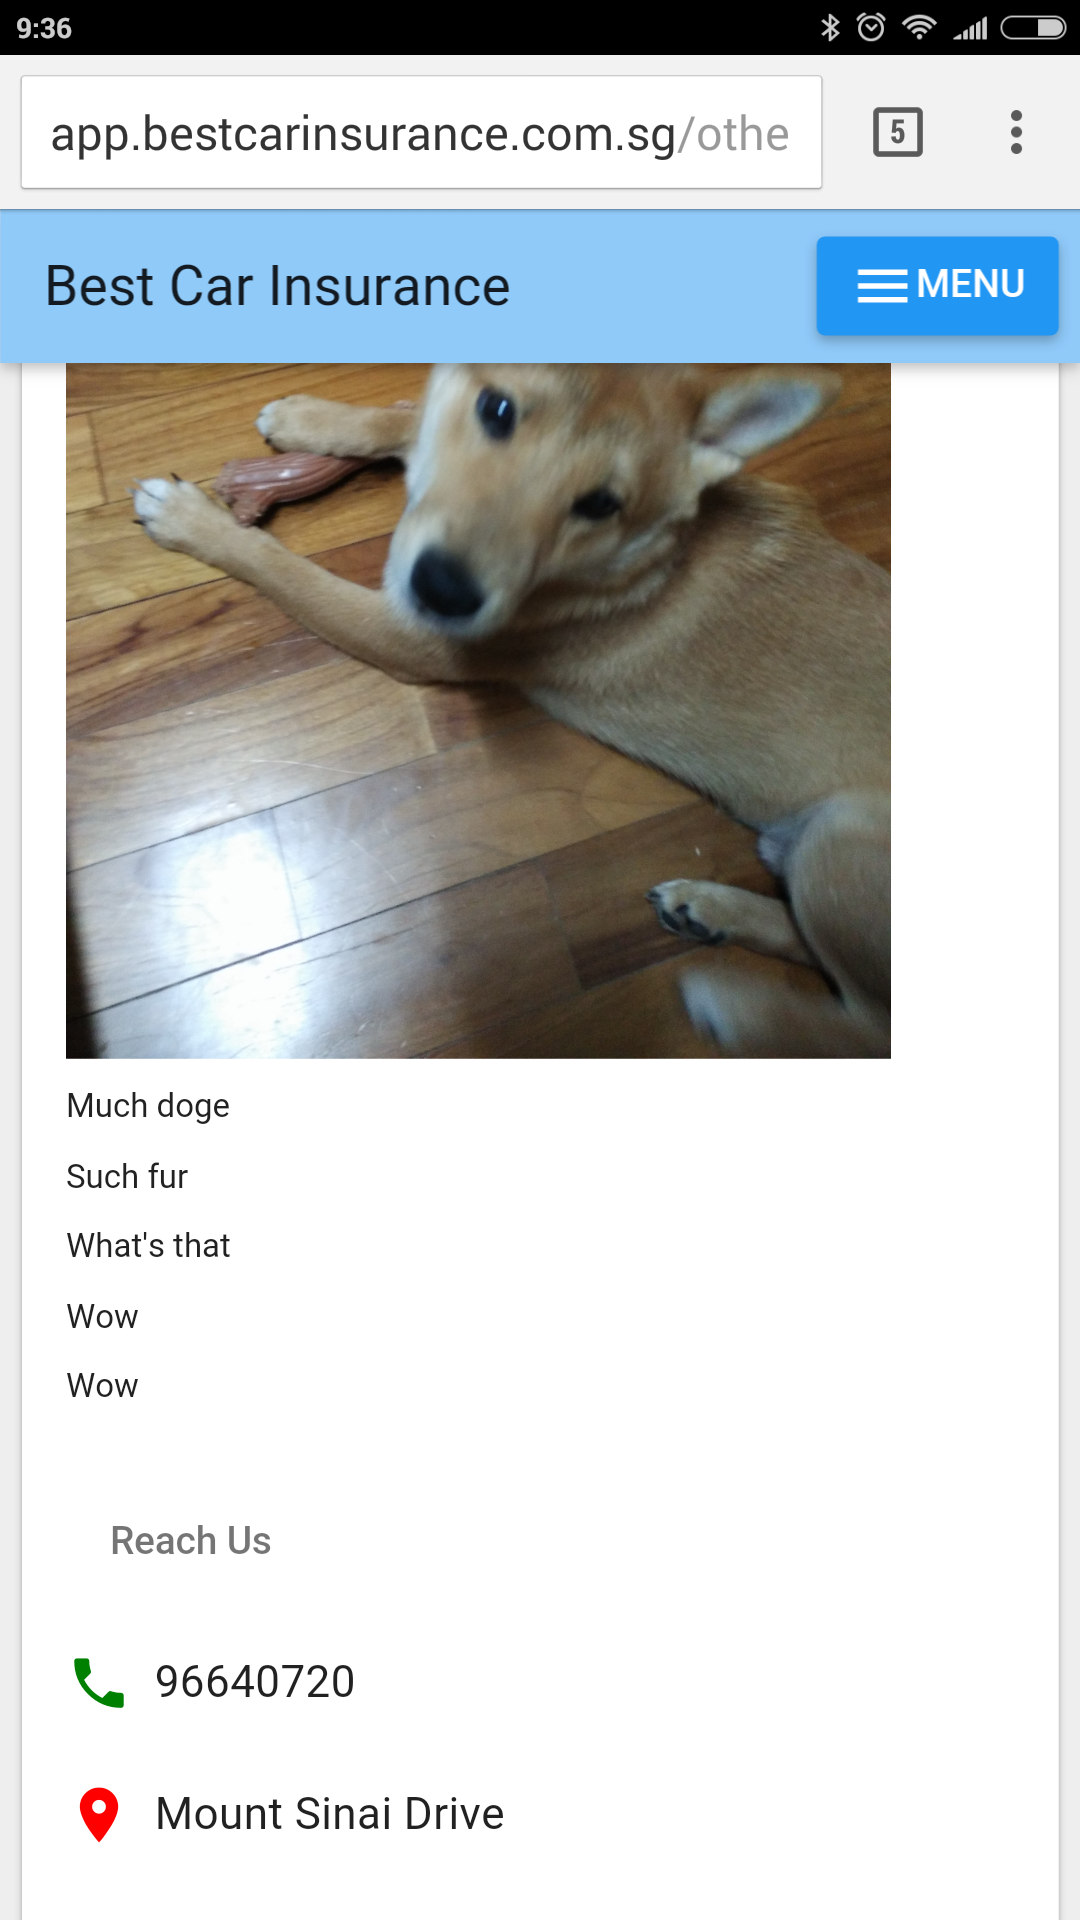 9:36
app.bestcarinsurance.com.sg/othe
5
Best Car Insurance
MENU
Much doge
Such fur
What's that
Wow
Wow
Reach Us
96640720
Mount Sinai Drive